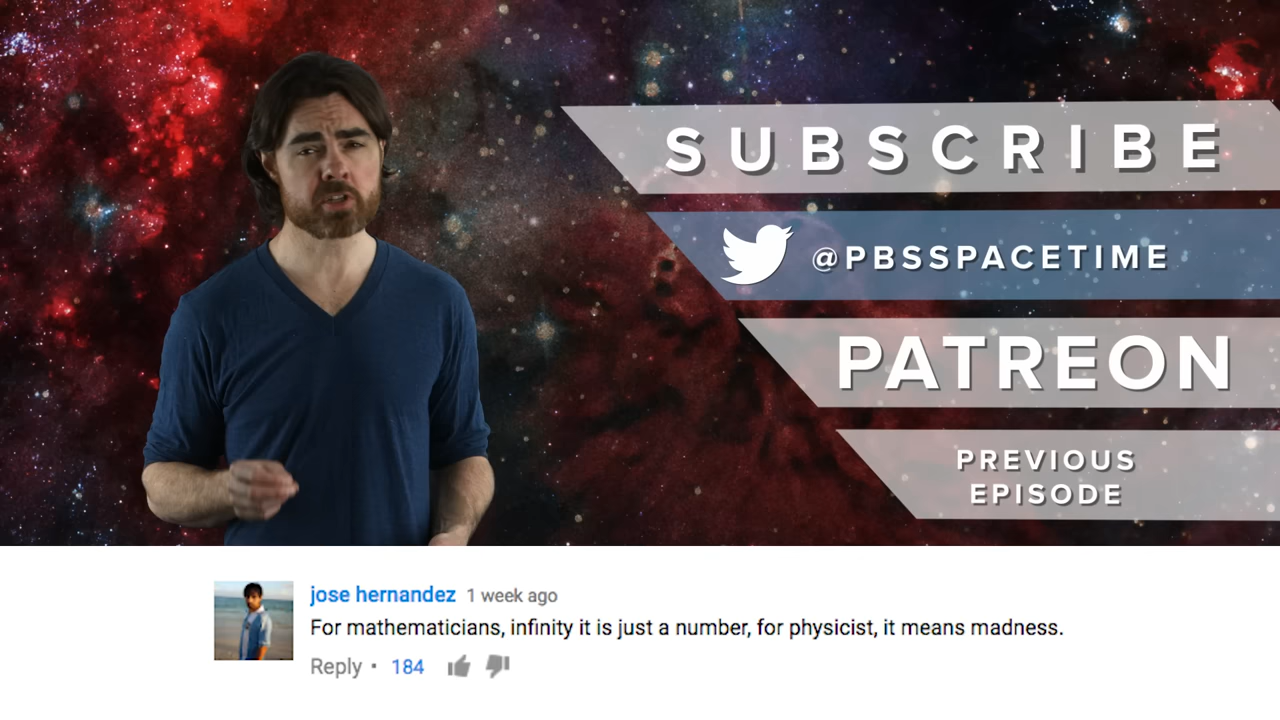 SUBSCRIBE
@PBSSPACETIME
PATREON
PREVIOUS
EPISODE
jose hernandez 1 week ago
For mathematicians, infinity it is just a number, for physicist, it means madness.
Reply • 184